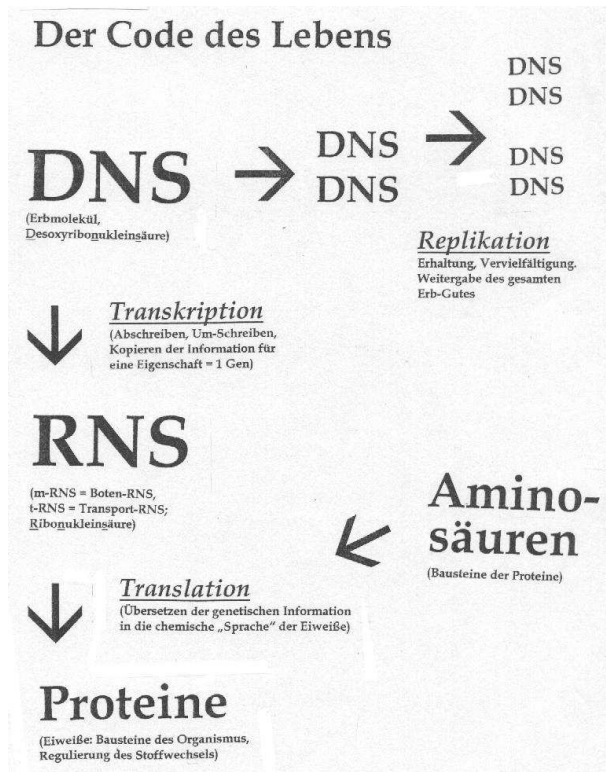 Der Code des Lebens
DNS
DNS
DNS
DNS
DNS
DNS
DNS
(Erbmolekül,
Desoxyribonukleinsäure)
Replikation
Erhaltung, Vervielfältigung.
Weitergabe des gesamten
Erb-Gutes
Transkription
(Abschreiben, Um-Schreiben,
Kopieren der Information für
eine Eigenschaft = 1 Gen)
RNS
(m-RNS = Boten-RNS,
t-RNS = Transport-RNS;
Ribonukleinsäure)
Amino-
säuren
(Bausteine der Proteine)
Translation
(Übersetzen der genetischen Information
in die chemische „Sprache“ der Eiweiße)
Proteine
(Eiweiße: Bausteine des Organismus,
Regulierung des Stoffwechsels)